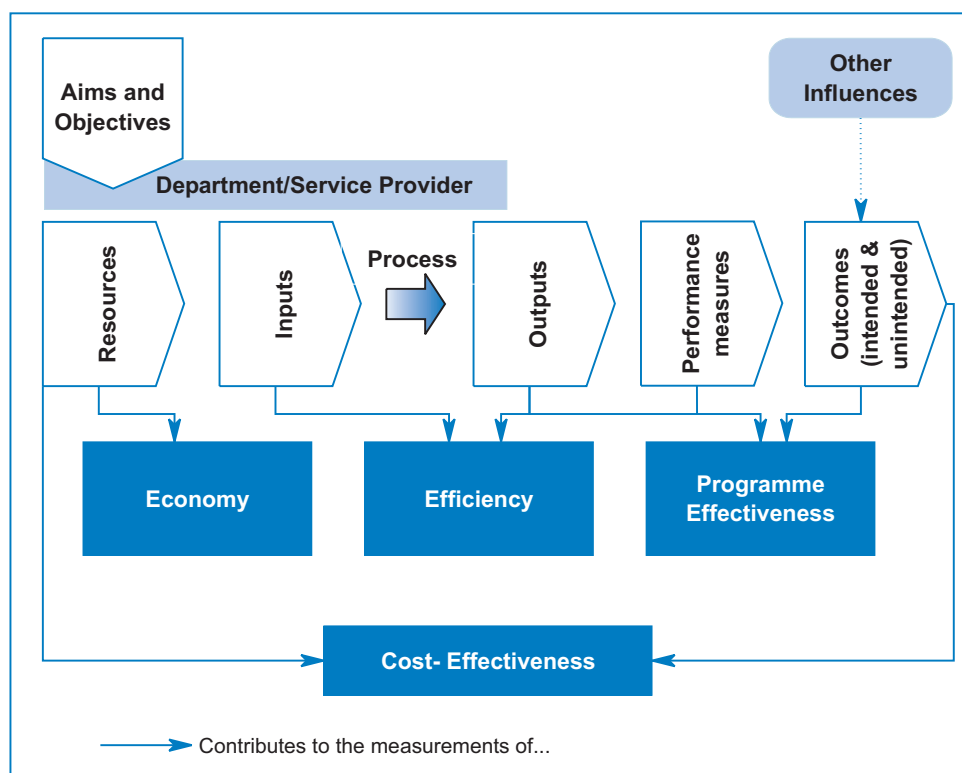 Aims and
Objectives
Other
Influences
Department/Service Provider
Resources
Inputs
Process
Outputs
Performance
measures
Outcomes
(intended &
unintended)
Economy
Efficiency
Programme
Effectiveness
Cost- Effectiveness
Contributes to the measurements of...